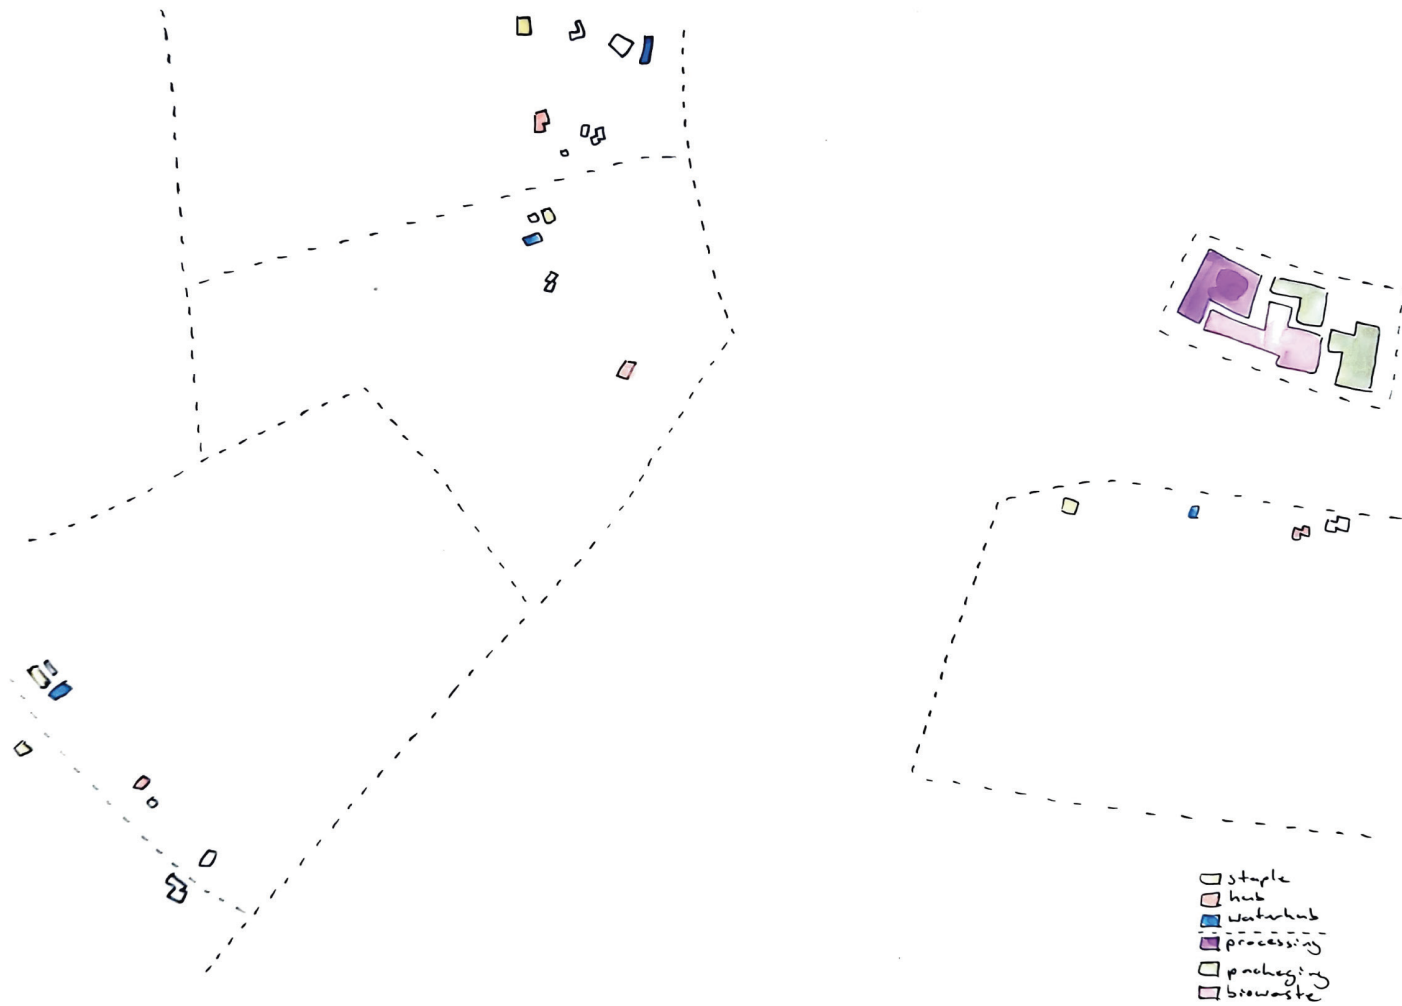 staple
hub
waterhub
processing
packaging
biowaste